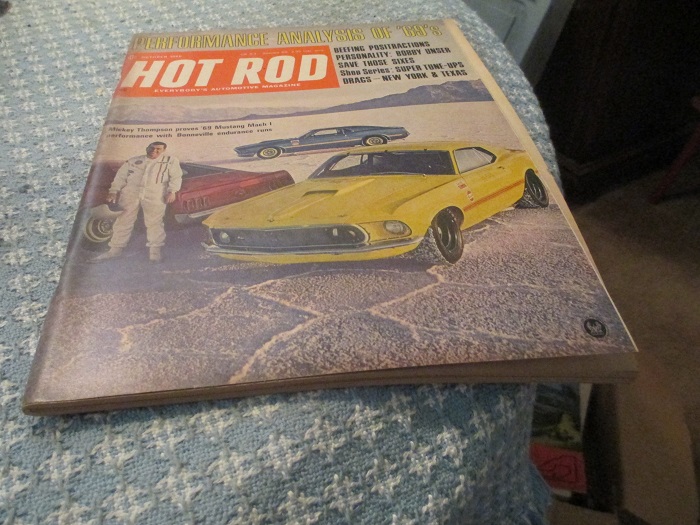 PERFORMANCE ANALYSIS OF '69's
HOT ROD
EVERYBODY'S AUTOMOTIVE MAGAZINE
BEEFING POSITRACTIONS
PERSONALITY: BOBBY UNSER
SAVE THOSE SIXES
Shop Series: SUPER TUNE-UPS
DRAGS — NEW YORK & TEXAS
Mickey Thompson proves '69 Mustang Mach I
performance with Bonneville endurance runs